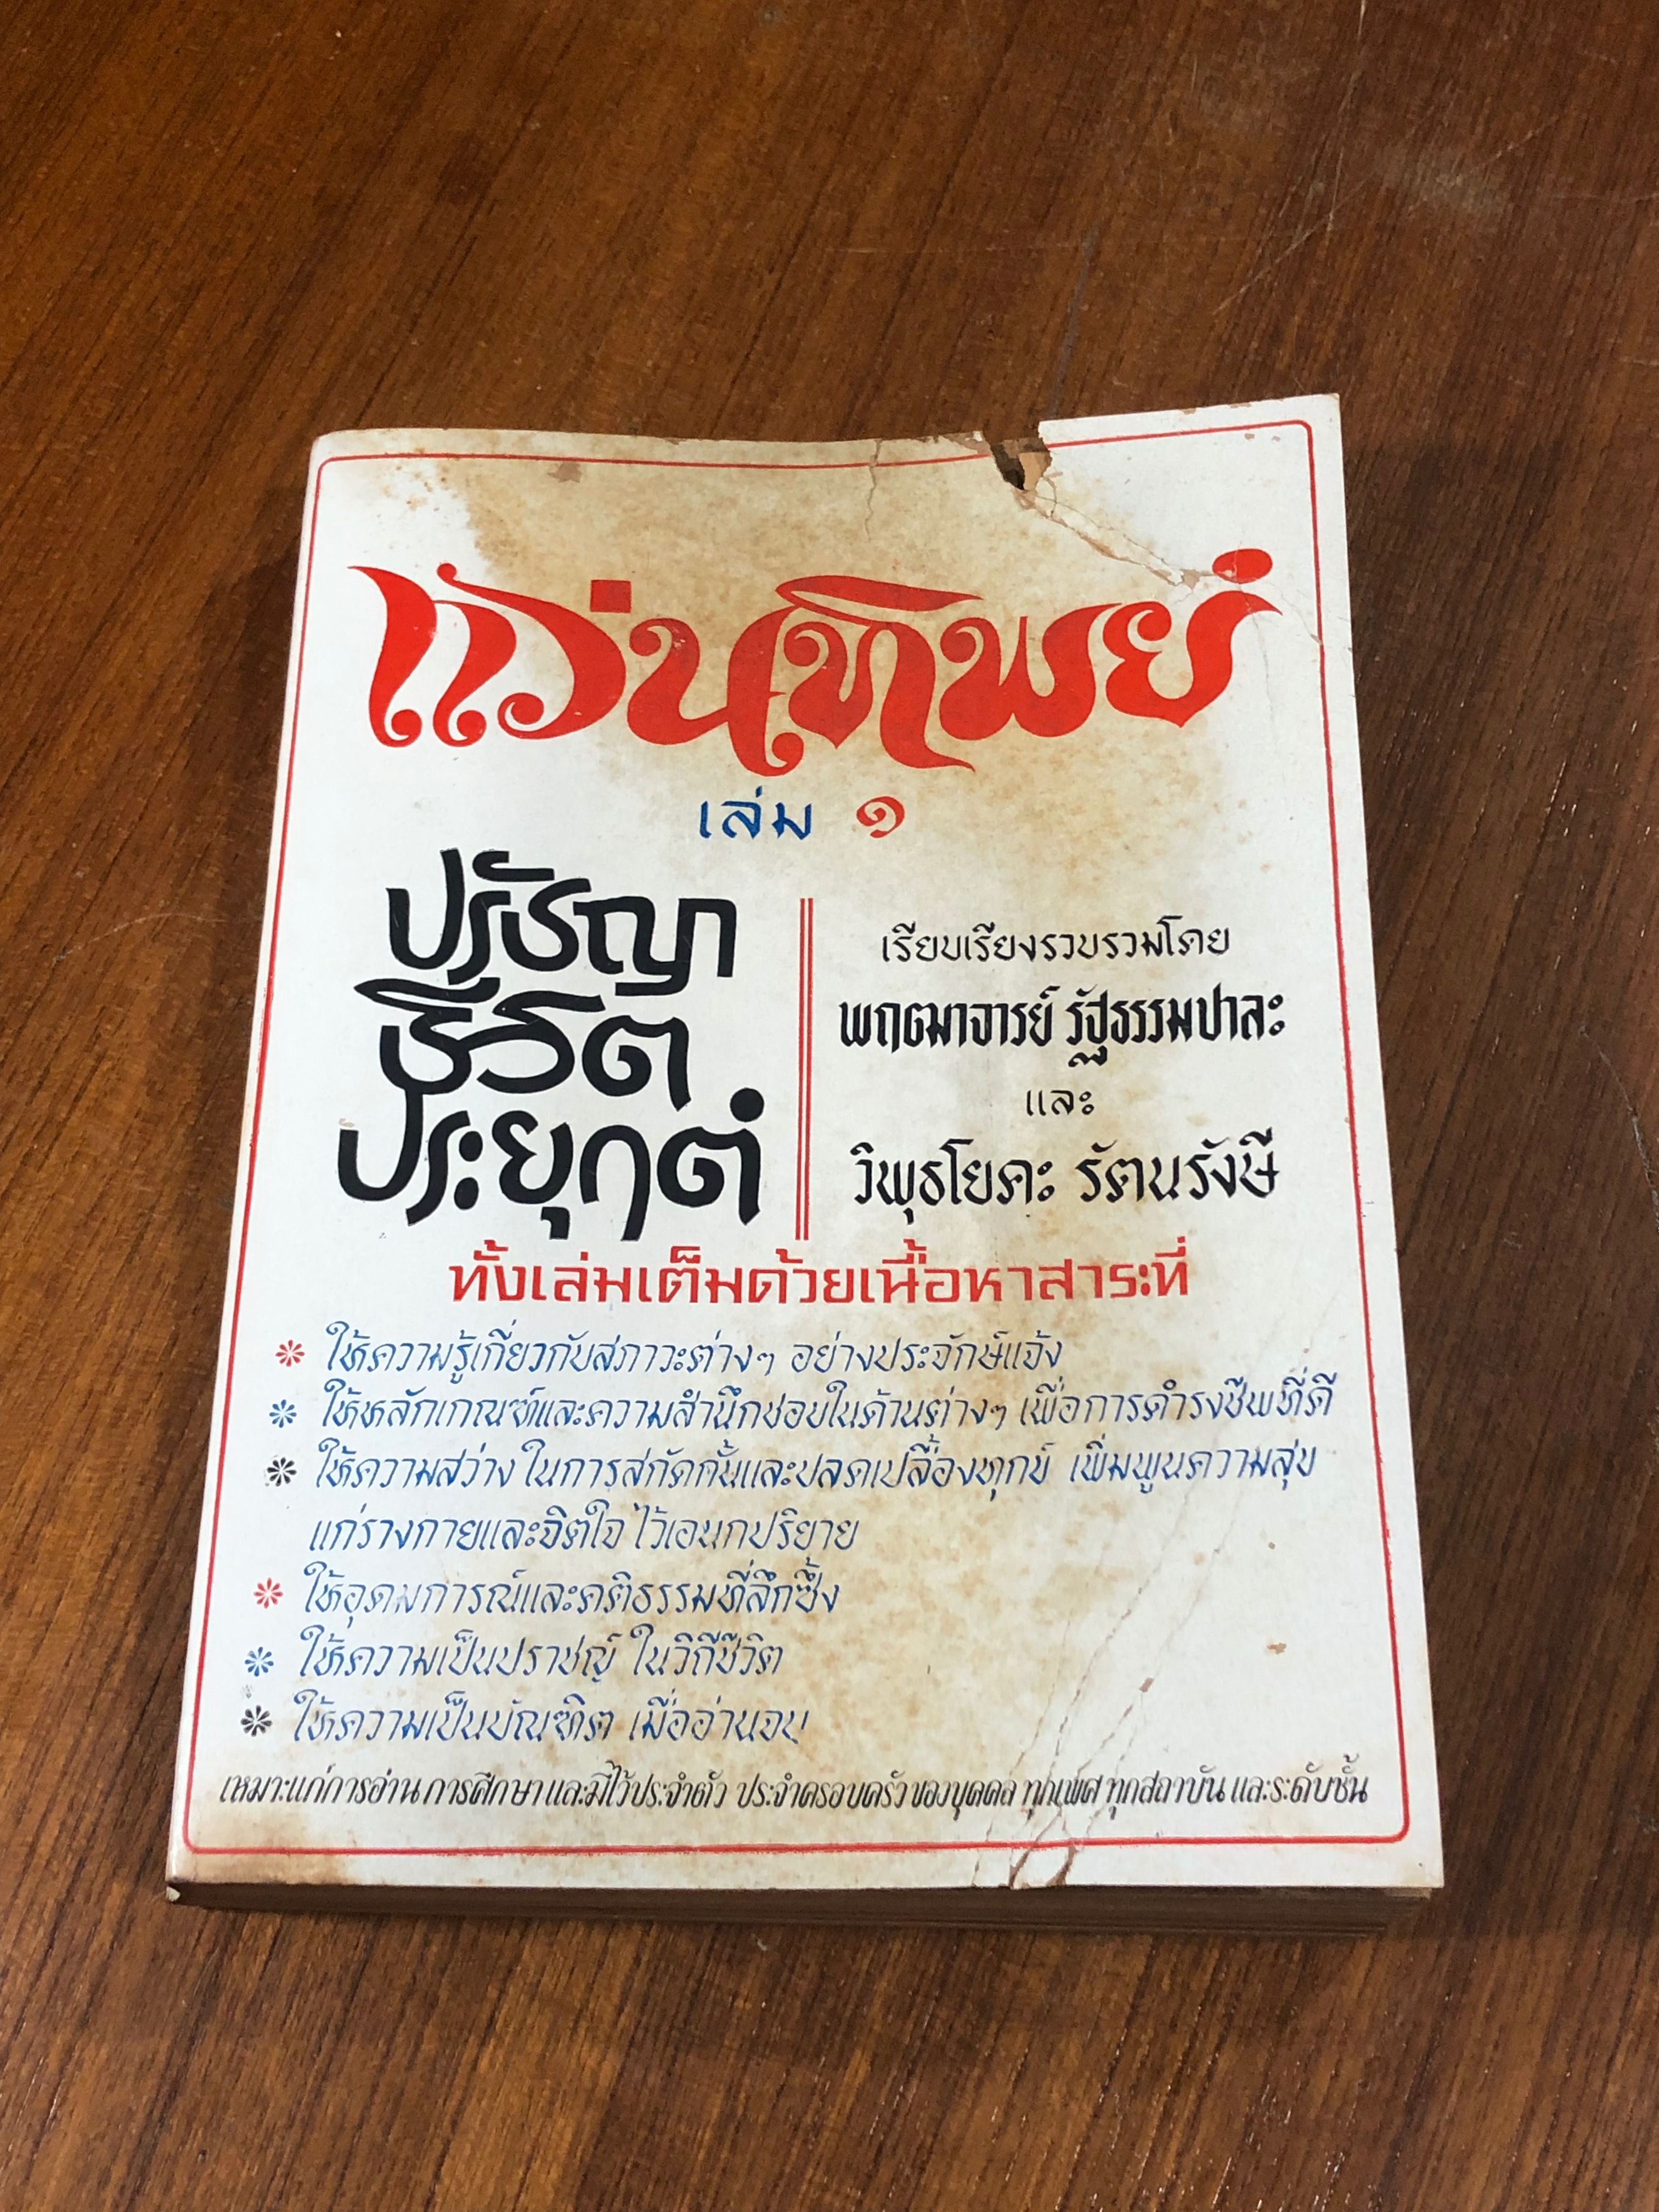 แว่นทิพย์
เล่ม ๑
ปรัชญา
ชีวิต
ประยุกต์
เรียบเรียงรวบรวมโดย
พฤฒาจารย์ รัฐธรรมปาละ
และ
วิพุธโยคะ รัตนรังษี
ทั้งเล่มเต็มด้วยเนื้อหาสาระที่
* ให้ความรู้เกี่ยวกับสภาวะต่างๆ อย่างประจักษ์แจ้ง
* ให้หลักเกณฑ์และความสำนึกชอบในด้านต่างๆ เพื่อการดำรงชีพที่ดี
* ให้ความสว่าง ในการสกัดกั้นและปลดเปลื้องทุกข์ เพิ่มพูนความสุข
แก่ร่างกายและจิตใจ ไว้เอนกปริยาย
* ให้อุดมการณ์และคติธรรมที่ลึกซึ้ง
* ให้ความเป็นปราชญ์ ในวิถีชีวิต
* ให้ความเป็นบัณฑิต เมื่ออ่านจบ
เหมาะแก่การอ่าน การศึกษา และมีไว้ประจำตัว ประจำครอบครัว ของบุคคล ทุกเพศ ทุกสถาบัน และระดับชั้น